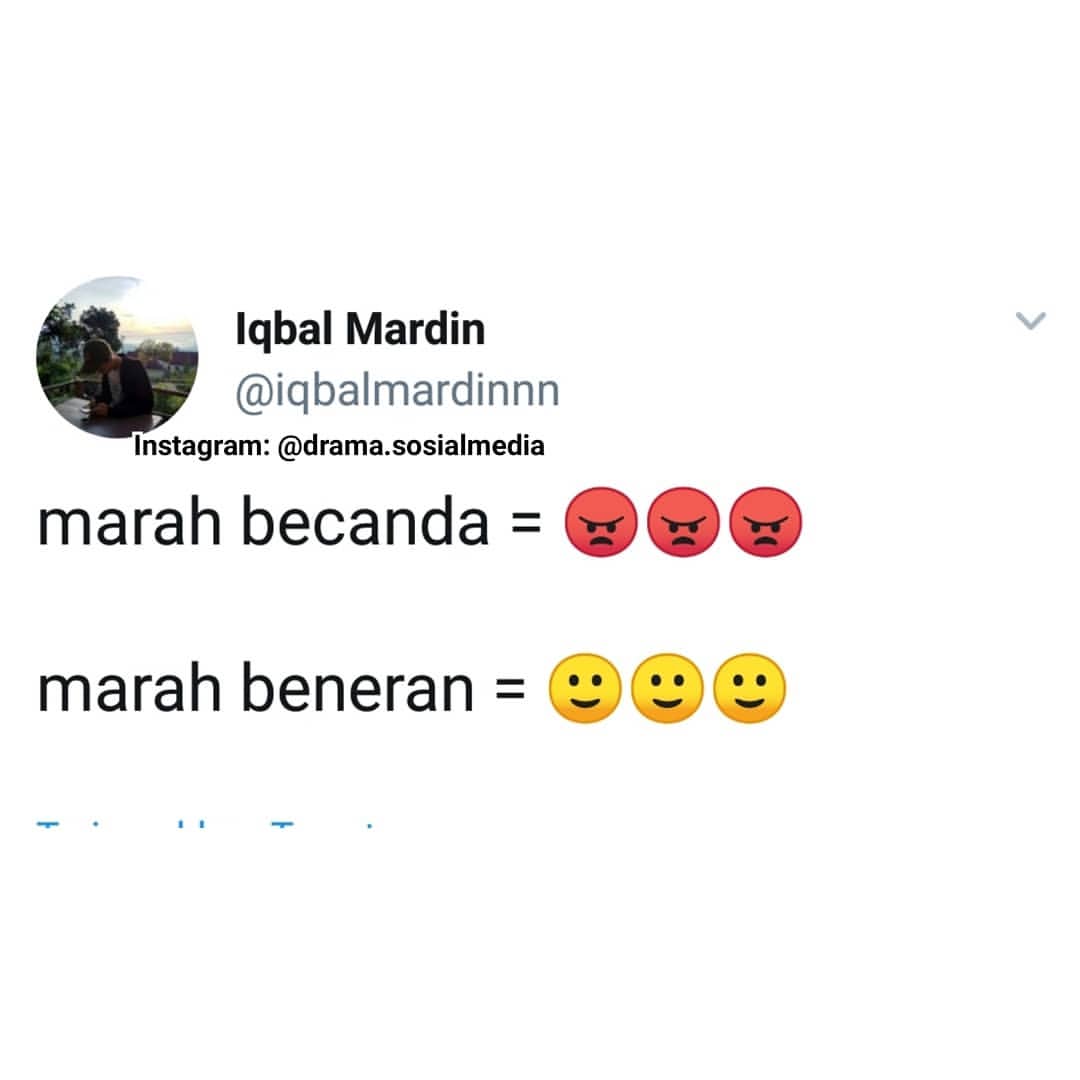 Iqbal Mardin
@iqbalmardinnn
Instagram: @drama.sosialmedia
marah becanda = 😡😡😡
marah beneran = 🙂🙂🙂